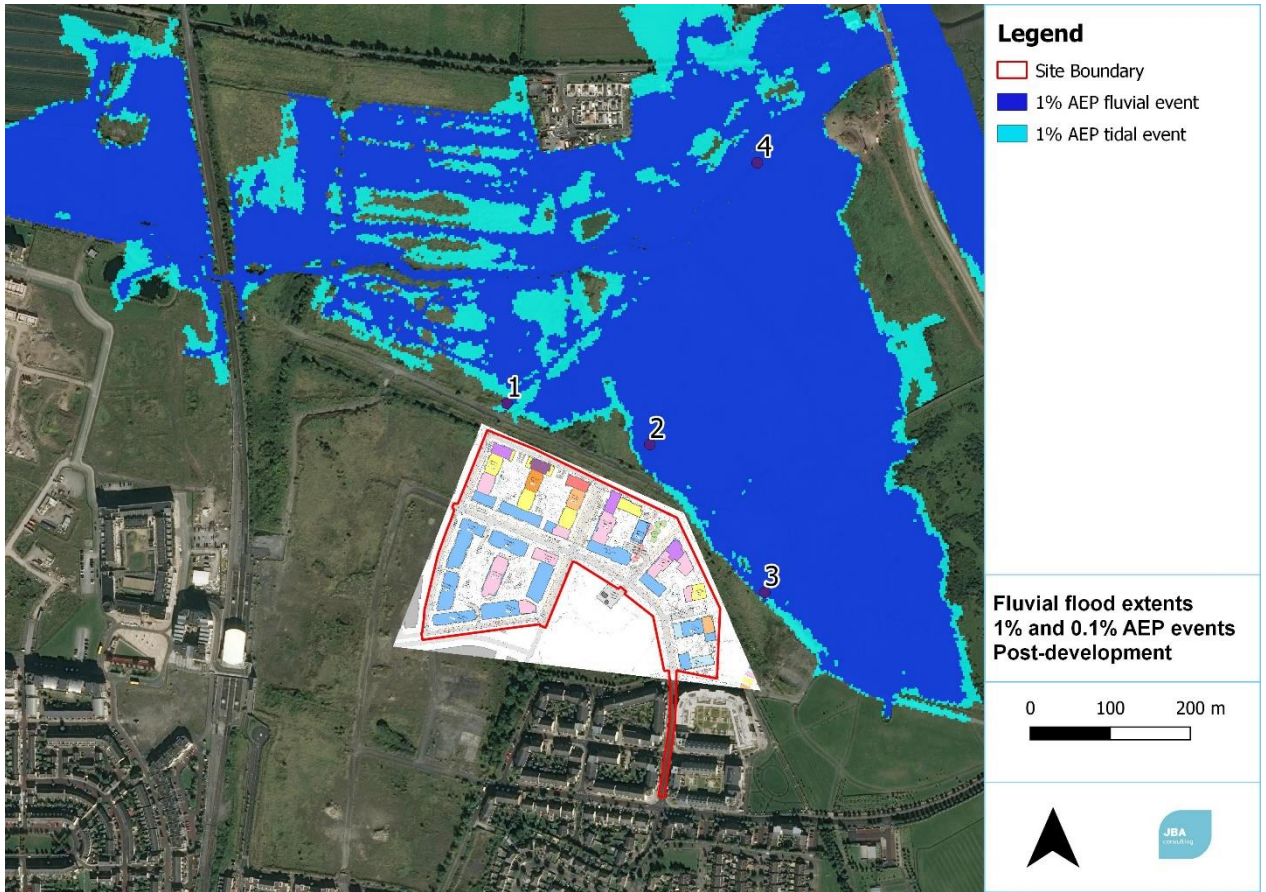 Legend
Site Boundary
1% AEP fluvial event
1% AEP tidal event
4
1
2
3
Fluvial flood extents
1% and 0.1% AEP events
Post-development
0 100 200 m
JBA
consulting